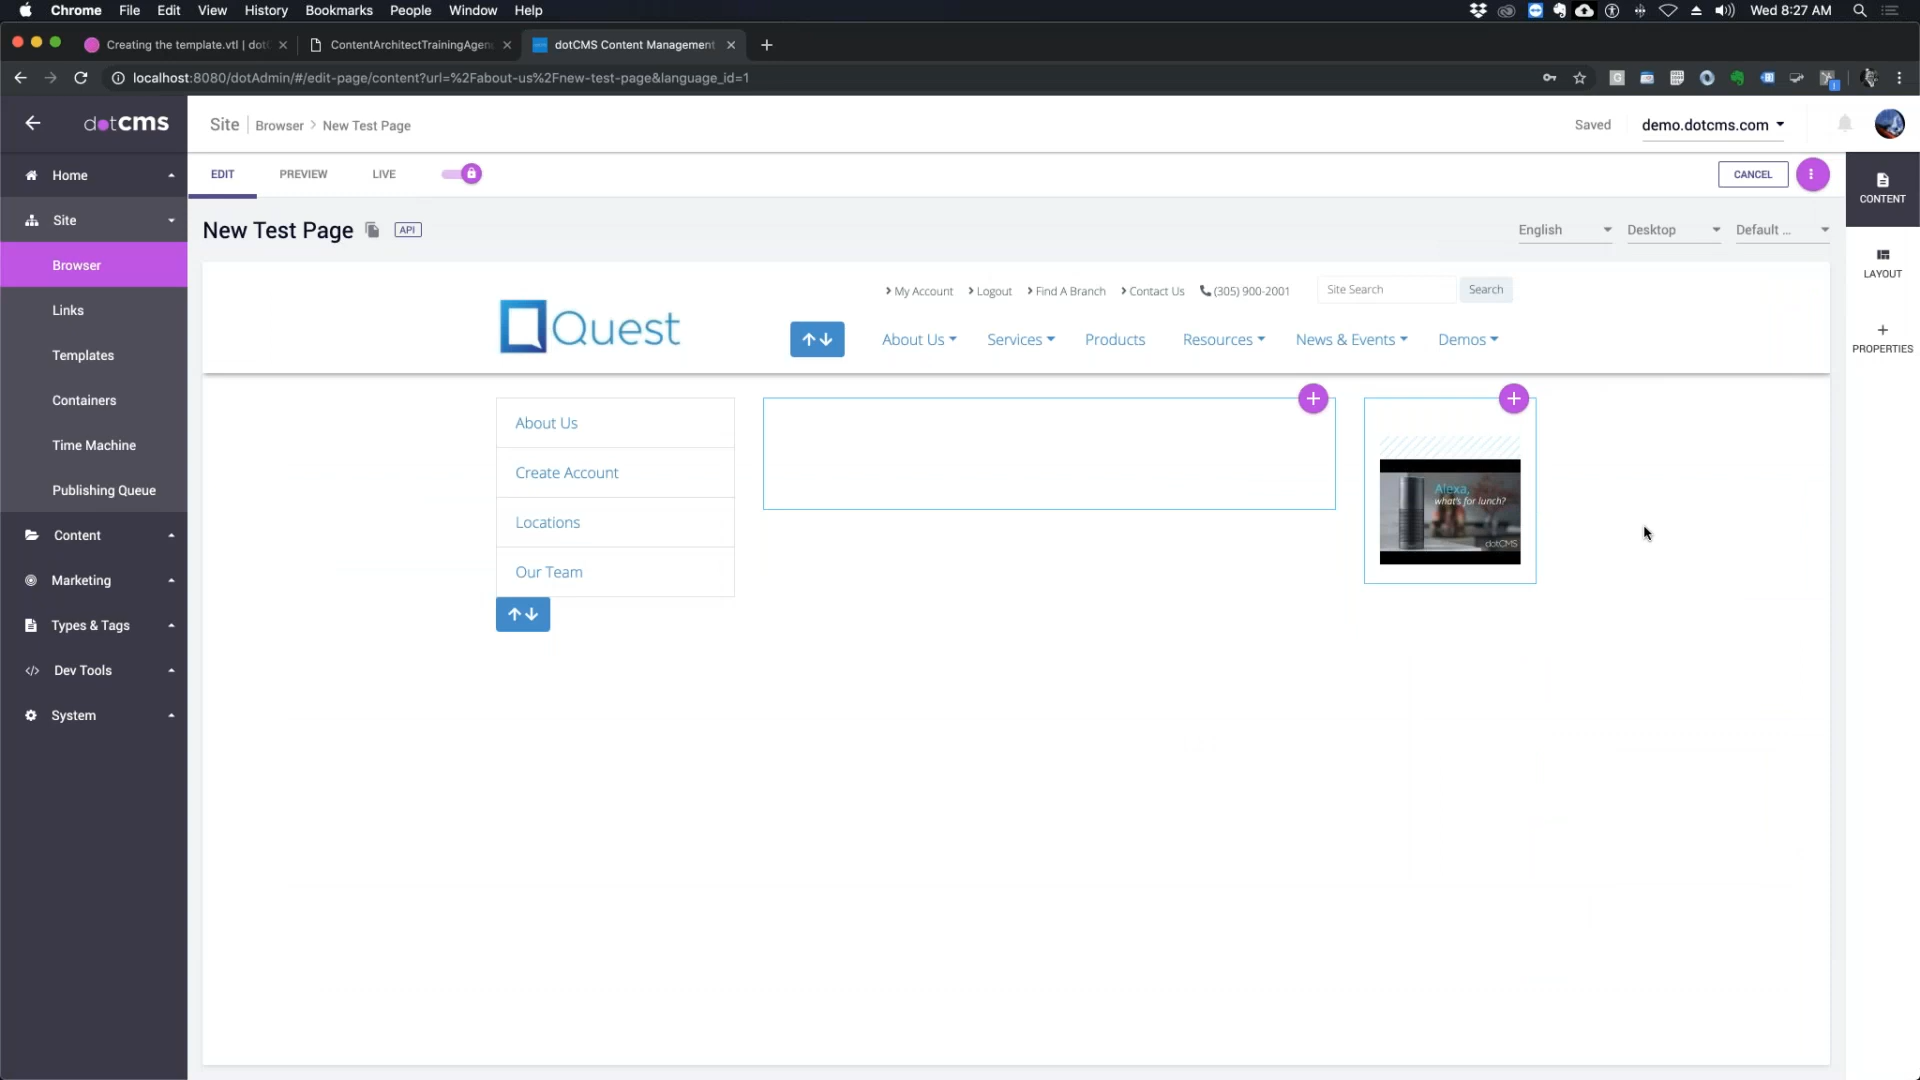 Chrome File Edit View History Bookmarks People Window Help Wed 8:27 AM
Creating the template.vtl | dot ContentArchitectTrainingAgen dotCMS Content Management
localhost:8080/dotAdmin/#/edit-page/content?url=%2Fabout-us%2Fnew-test-page&language_id=1
dotCMS Site Browser > New Test Page Saved demo.dotcms.com
EDIT PREVIEW LIVE CANCEL
New Test Page API English Desktop Default ...
Home
Site
Browser
Links
Templates
Containers
Time Machine
Publishing Queue
Content
Marketing
Types & Tags
Dev Tools
System
My Account Logout Find A Branch Contact Us (305) 900-2001 Site Search Search
Quest About Us Services Products Resources News & Events Demos
About Us
Create Account
Locations
Our Team
Alexa,
what's for lunch?
dotCMS
CONTENT
LAYOUT
PROPERTIES